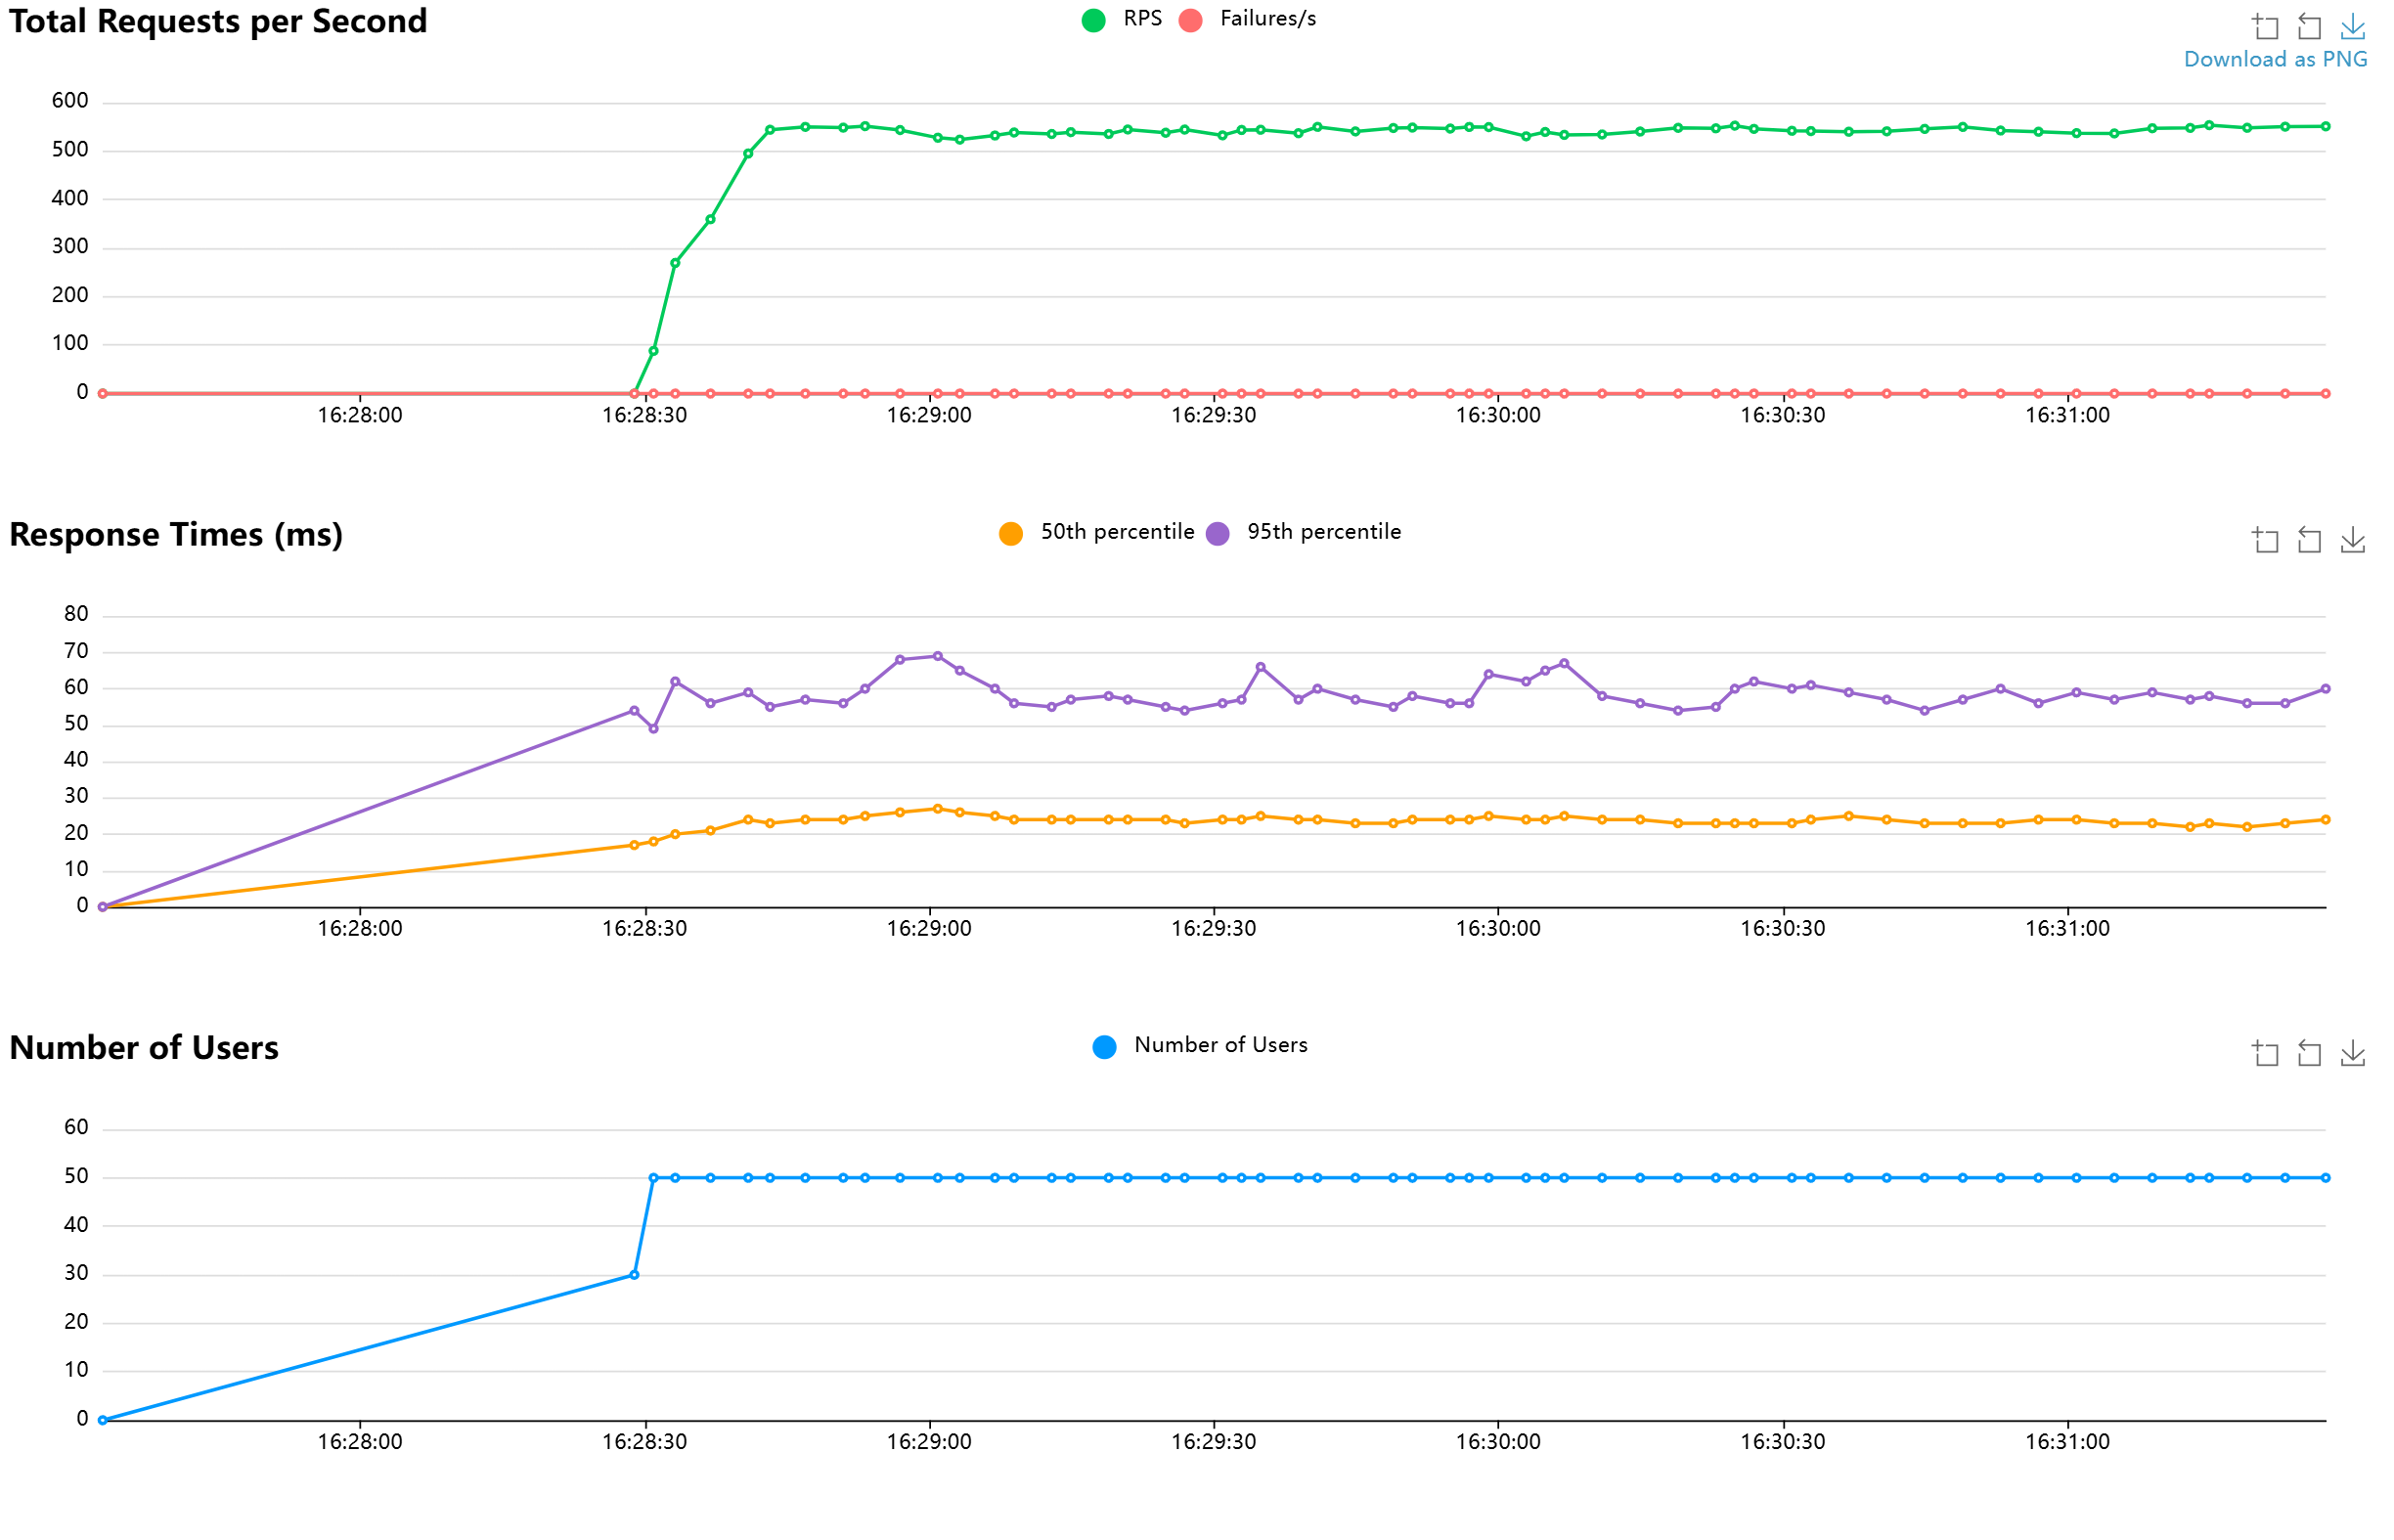 Total Requests per Second
RPS Failures/s
Download as PNG
600
500
400
300
200
100
0
16:28:00 16:28:30 16:29:00 16:29:30 16:30:00 16:30:30 16:31:00
Response Times (ms)
50th percentile 95th percentile
80
70
60
50
40
30
20
10
0
16:28:00 16:28:30 16:29:00 16:29:30 16:30:00 16:30:30 16:31:00
Number of Users
Number of Users
60
50
40
30
20
10
0
16:28:00 16:28:30 16:29:00 16:29:30 16:30:00 16:30:30 16:31:00